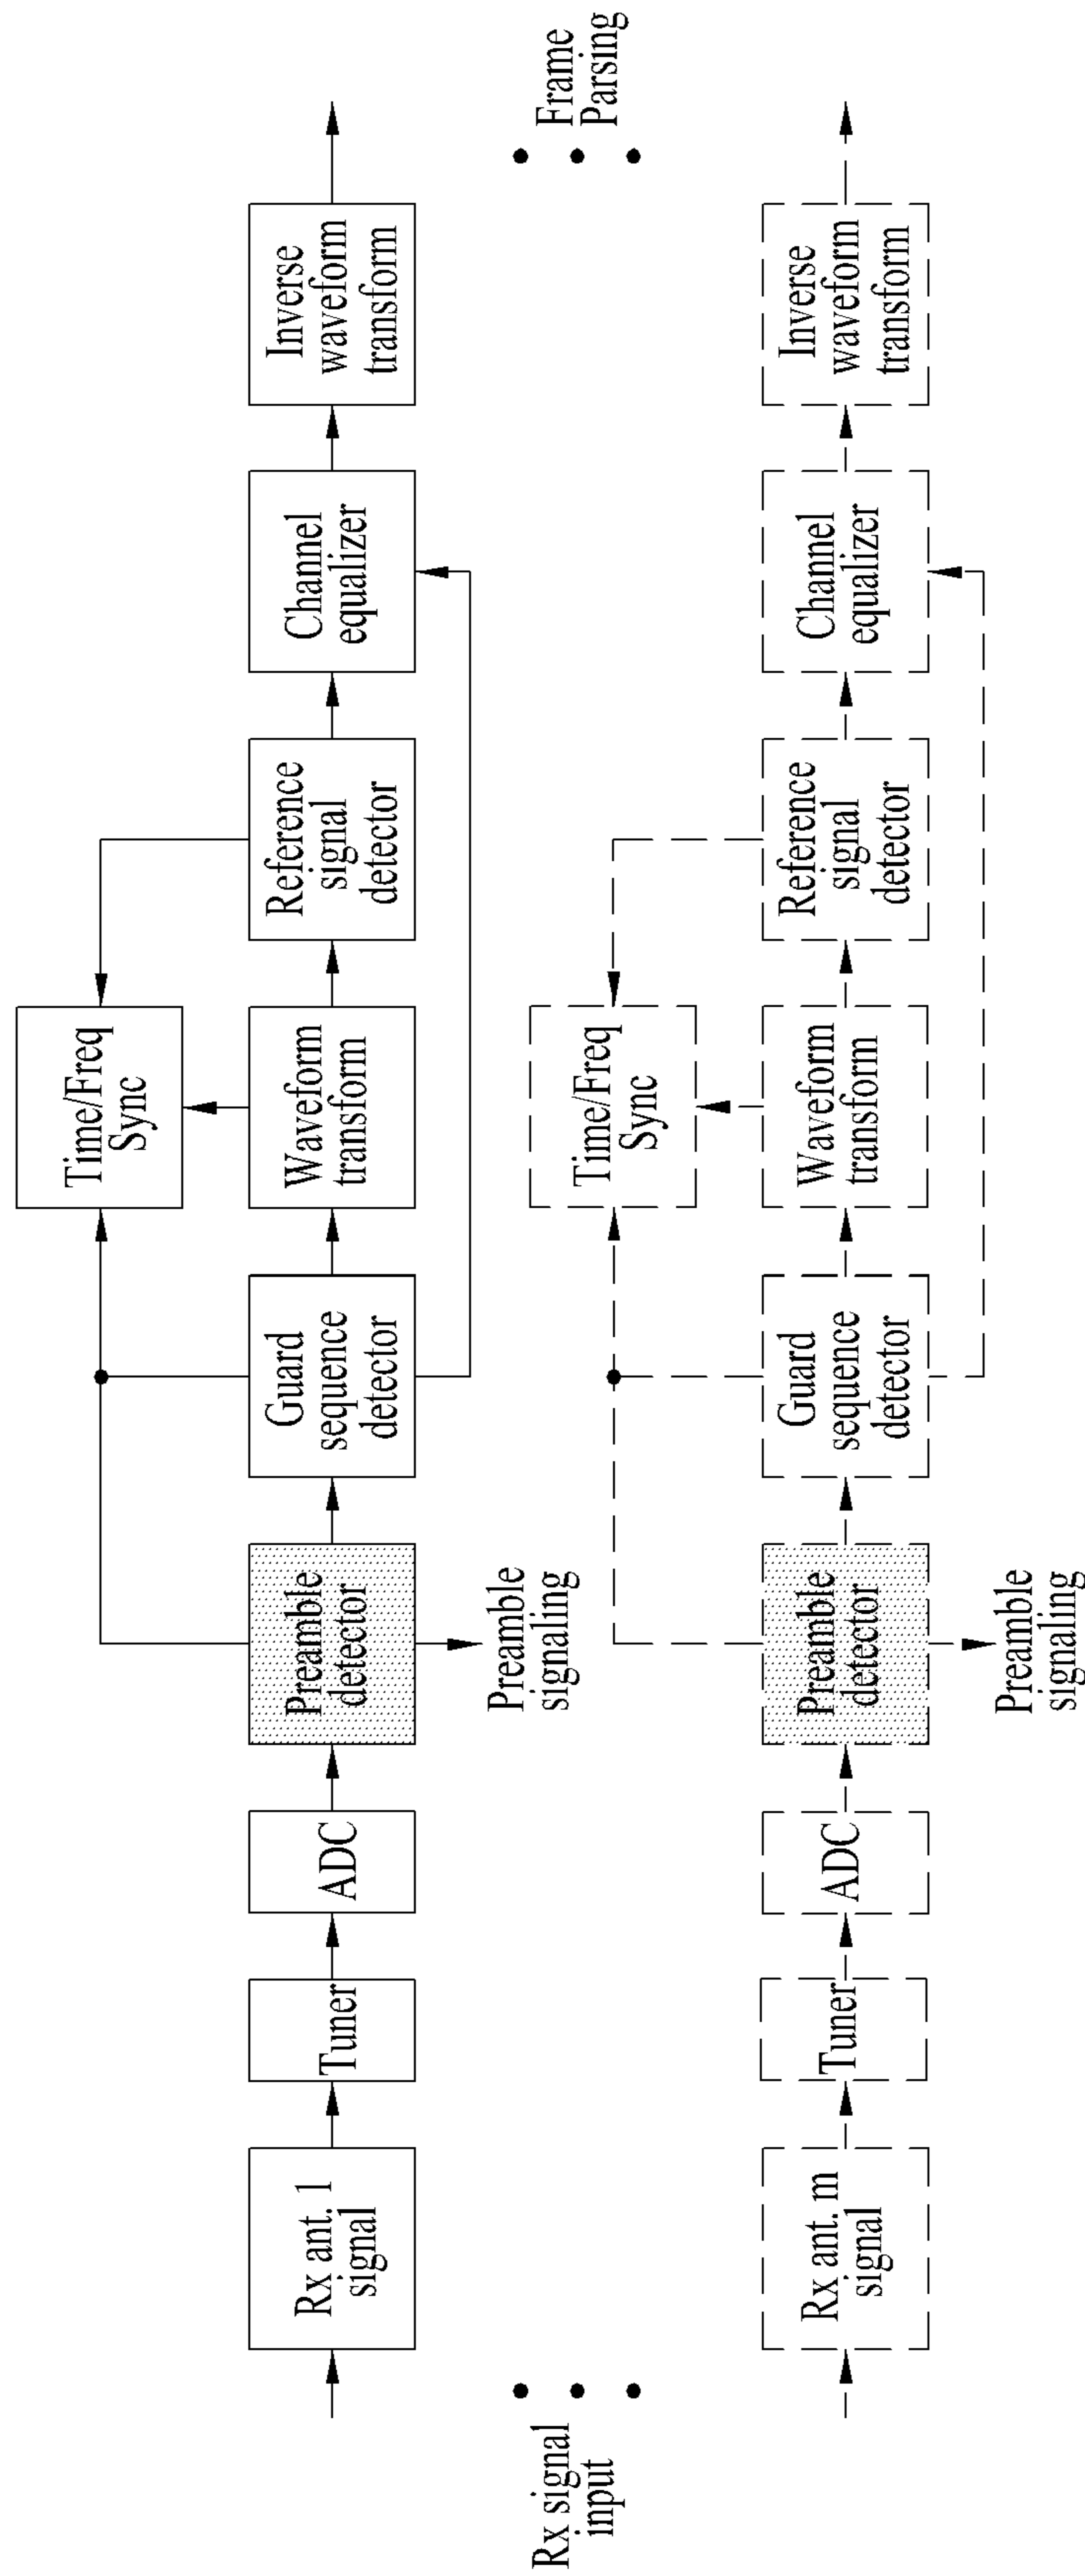 Rx signal
input
Rx ant. 1
signal
Tuner
ADC
Preamble
detector
Preamble
signaling
Guard
sequence
detector
Time/Freq
Sync
Waveform
transform
Reference
signal
detector
Channel
equalizer
Inverse
waveform
transform
Frame
Parsing
Rx ant. m
signal
Tuner
ADC
Preamble
detector
Preamble
signaling
Guard
sequence
detector
Time/Freq
Sync
Waveform
transform
Reference
signal
detector
Channel
equalizer
Inverse
waveform
transform